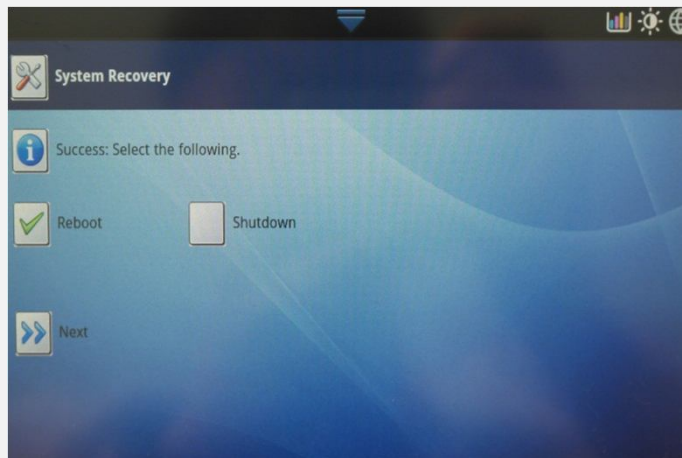 System Recovery
Success: Select the following.
Reboot
Shutdown
Next